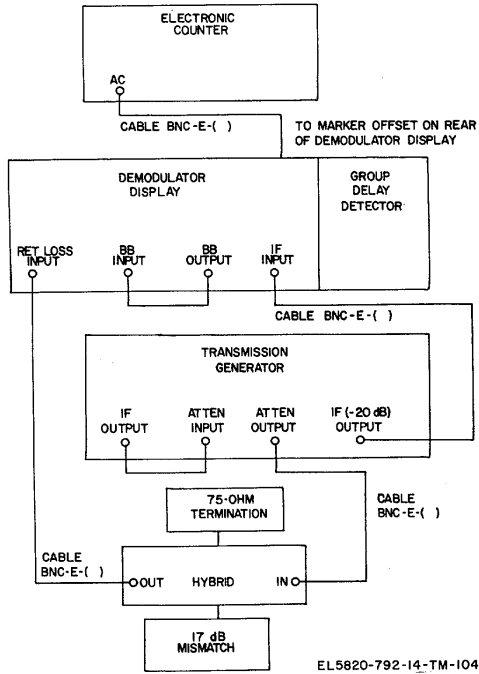 ELECTRONIC
COUNTER
AC
CABLE BNC-E-( )
TO MARKER OFFSET ON REAR
OF DEMODULATOR DISPLAY
DEMODULATOR
DISPLAY
GROUP
DELAY
DETECTOR
RET LOSS
INPUT
BB
INPUT
BB
OUTPUT
IF
INPUT
CABLE BNC-E-( )
TRANSMISSION
GENERATOR
IF
OUTPUT
ATTEN
INPUT
ATTEN
OUTPUT
IF (-20 dB)
OUTPUT
75-OHM
TERMINATION
CABLE
BNC-E-( )
CABLE
BNC-E-( )
OUT
HYBRID
IN
17 dB
MISMATCH
EL5820-792-14-TM-104